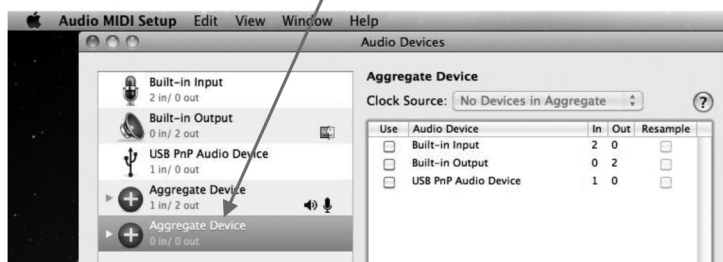 Audio MIDI Setup Edit View Window Help
Audio Devices
Built-in Input
2 in/ 0 out
Built-in Output
0 in/ 2 out
USB PnP Audio Device
1 in/ 0 out
Aggregate Device
1 in/ 2 out
Aggregate Device
0 in/ 0 out
Aggregate Device
Clock Source: No Devices in Aggregate
?
Use Audio Device In Out Resample
Built-in Input 2 0
Built-in Output 0 2
USB PnP Audio Device 1 0